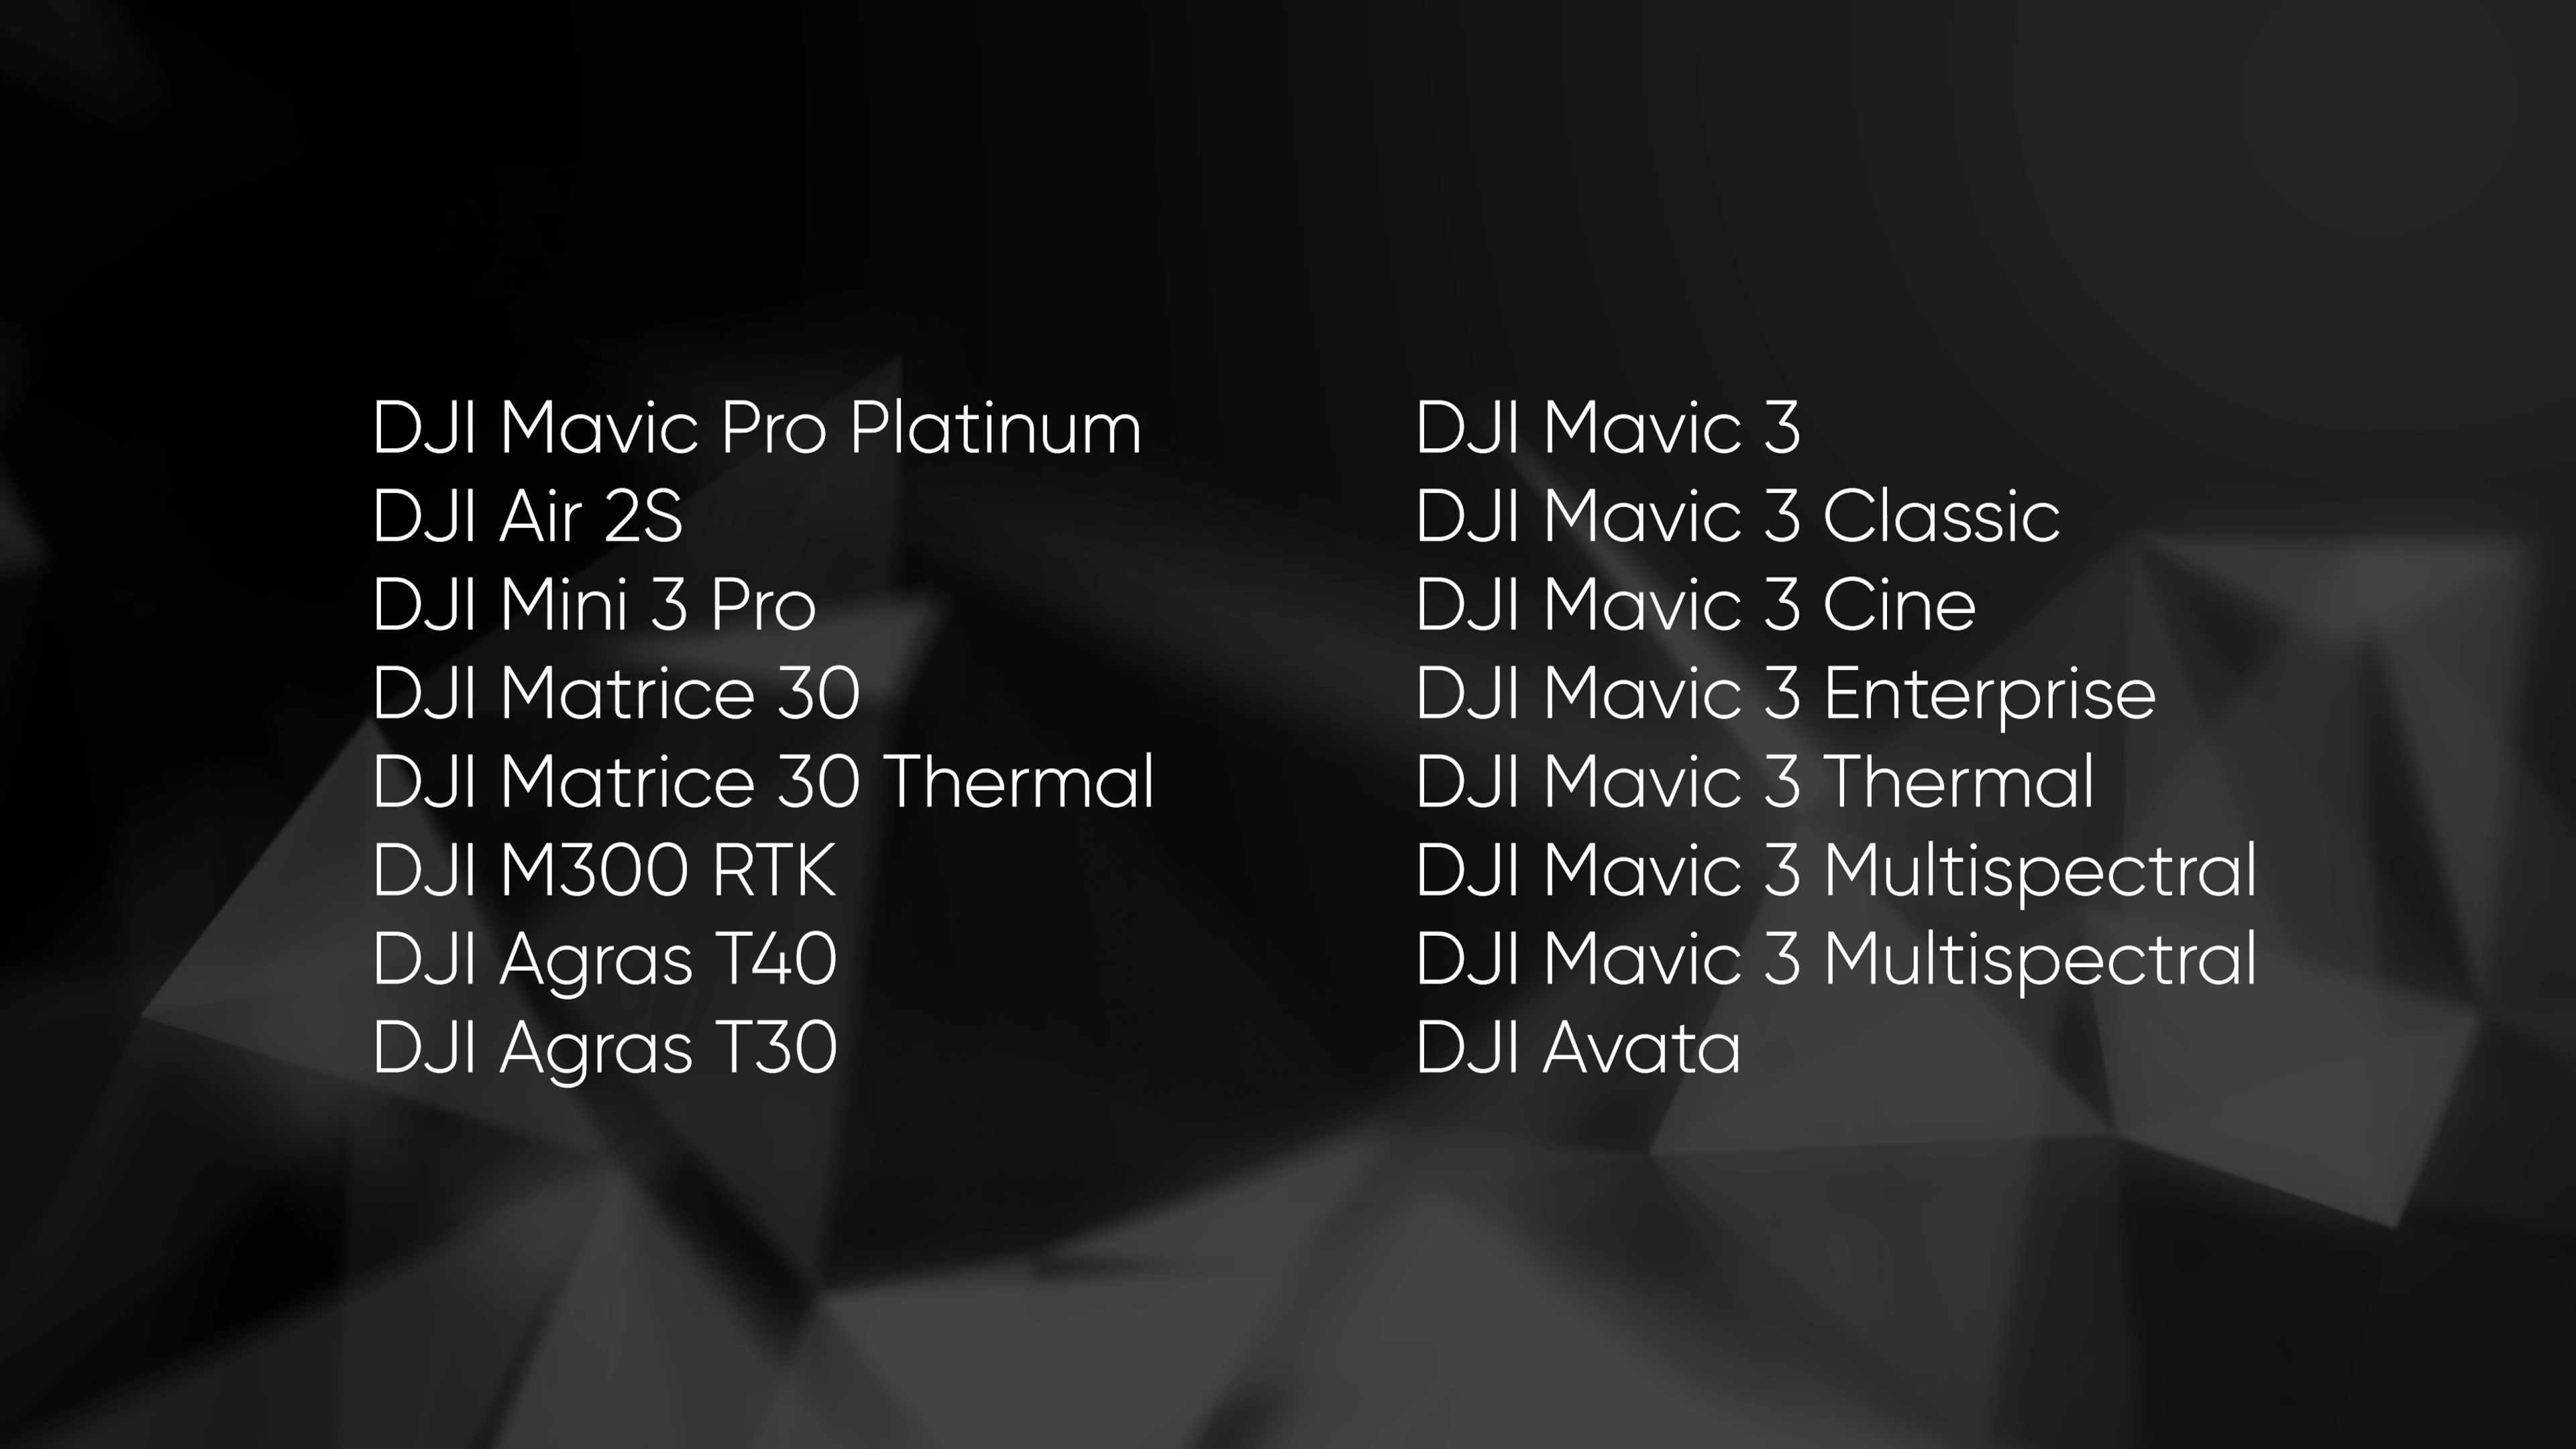 DJI Mavic Pro Platinum
DJI Air 2S
DJI Mini 3 Pro
DJI Matrice 30
DJI Matrice 30 Thermal
DJI M300 RTK
DJI Agras T40
DJI Agras T30
DJI Mavic 3
DJI Mavic 3 Classic
DJI Mavic 3 Cine
DJI Mavic 3 Enterprise
DJI Mavic 3 Thermal
DJI Mavic 3 Multispectral
DJI Mavic 3 Multispectral
DJI Avata